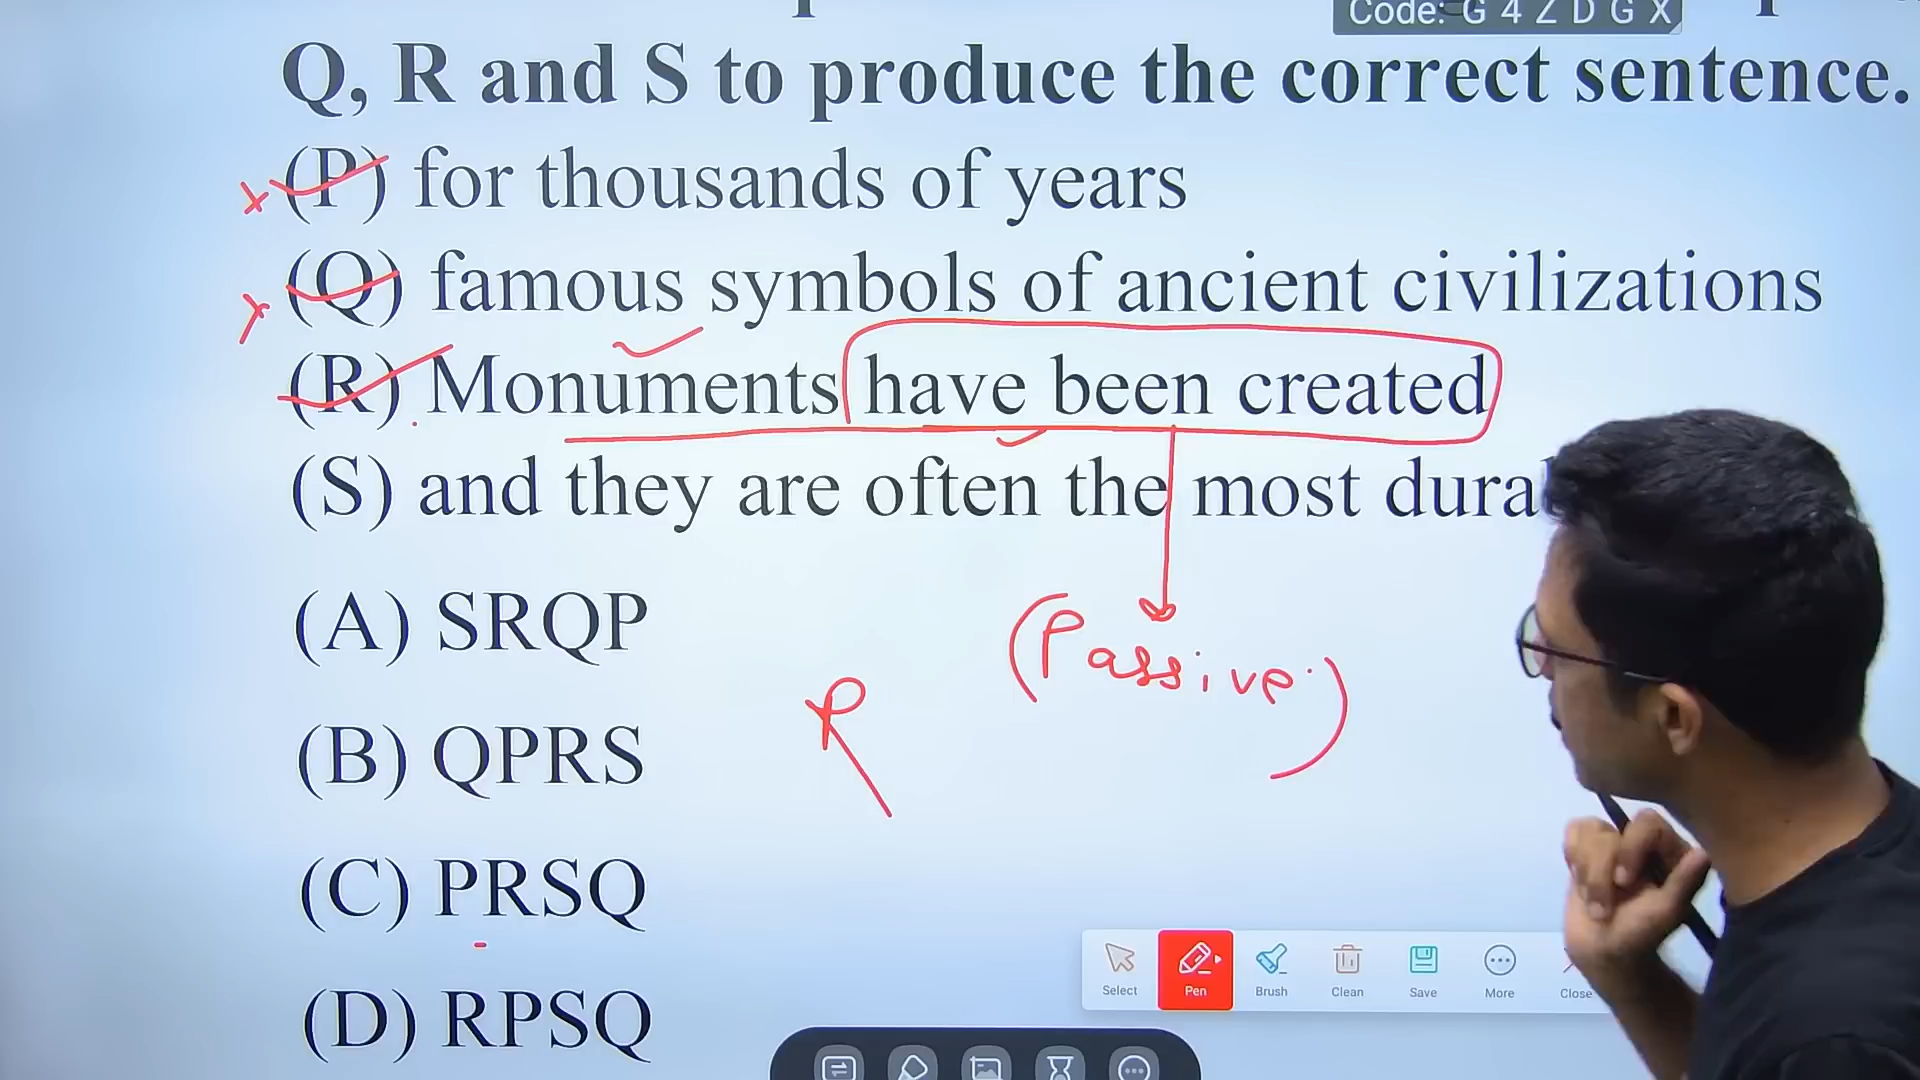 Code: G 4 Z D G X
Q, R and S to produce the correct sentence.
(P) for thousands of years
(Q) famous symbols of ancient civilizations
(R) Monuments have been created
(S) and they are often the most
(A) SRQP
(Passive)
R
(B) QPRS
(C) PRSQ
(D) RPSQ
Select Pen Brush Clean Save More Close